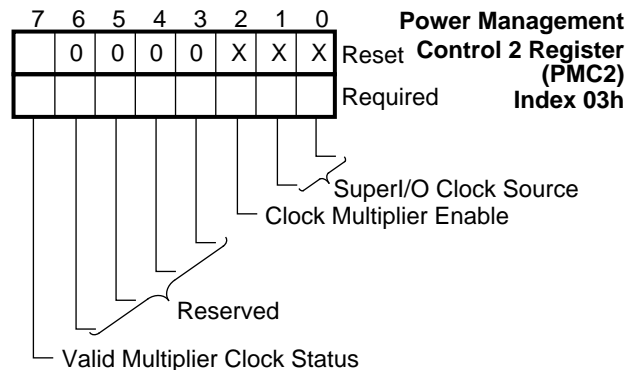 7 6 5 4 3 2 1 0 Power Management
0 0 0 0 X X X Reset Control 2 Register
(PMC2)
Required Index 03h
SuperI/O Clock Source
Clock Multiplier Enable
Reserved
Valid Multiplier Clock Status